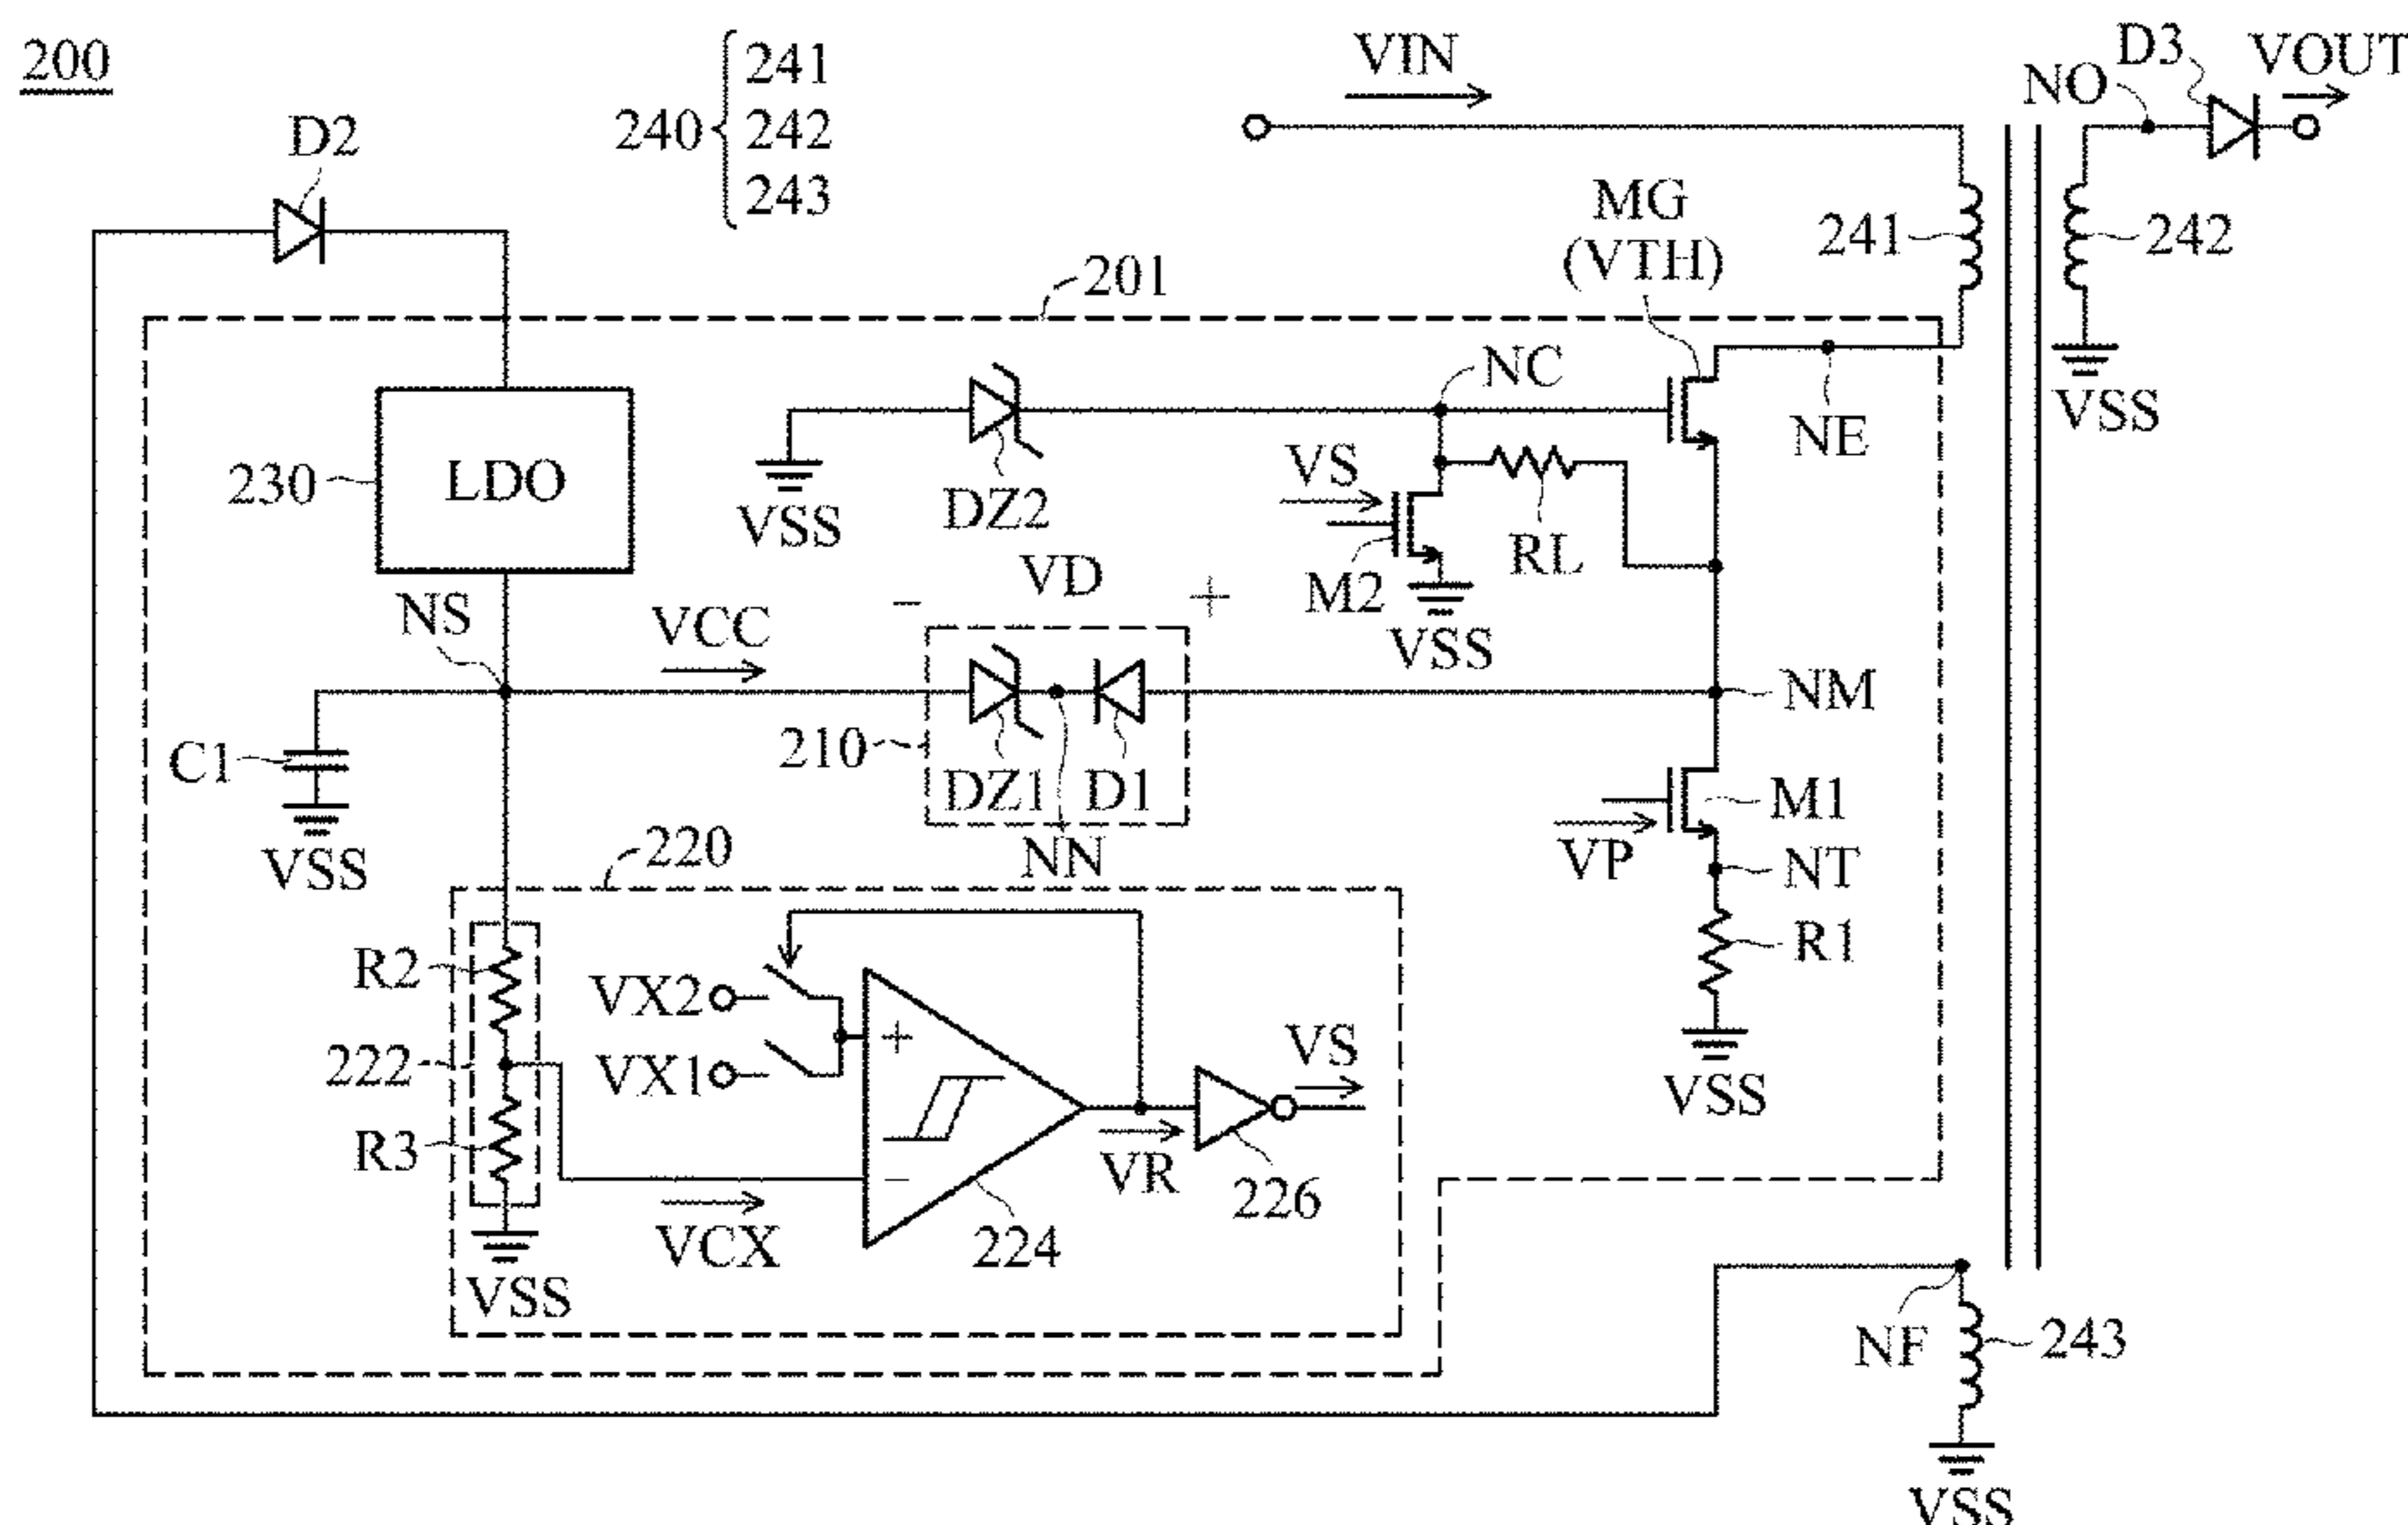 200
240
241
242
243
VIN
NO
D3
VOUT
D2
MG
(VTH)
241
242
201
VSS
NC
NE
230
LDO
VSS
DZ2
VS
M2
RL
VSS
NS
VCC
−
VD
+
NM
C1
VSS
210
DZ1
D1
NN
M1
VP
NT
R1
VSS
220
R2
222
R3
VX2
VX1
+
−
VCX
224
VR
226
VS
VSS
NF
243
VSS